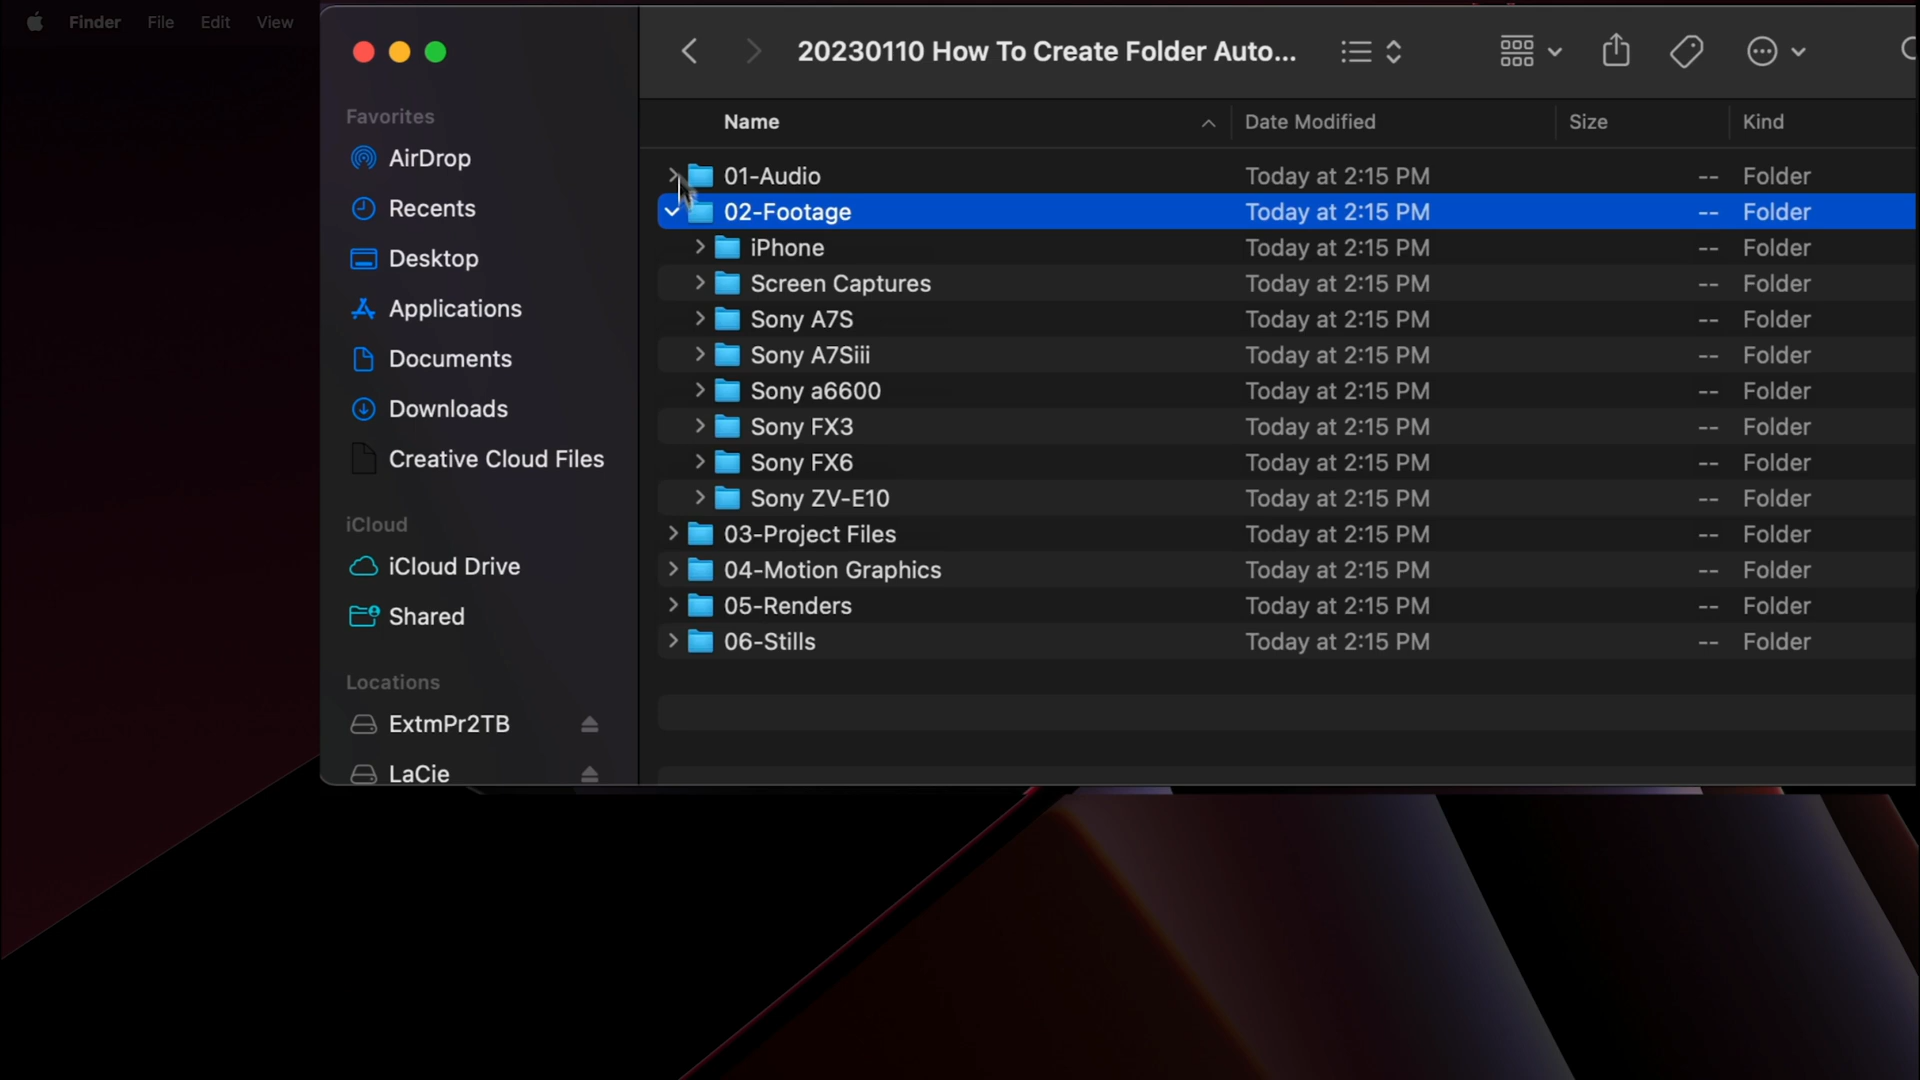 Finder File Edit View
20230110 How To Create Folder Auto...
Favorites
AirDrop
Recents
Desktop
Applications
Documents
Downloads
Creative Cloud Files
iCloud
iCloud Drive
Shared
Locations
ExtmPr2TB
LaCie
Name Date Modified Size Kind
01-Audio Today at 2:15 PM -- Folder
02-Footage Today at 2:15 PM -- Folder
iPhone Today at 2:15 PM -- Folder
Screen Captures Today at 2:15 PM -- Folder
Sony A7S Today at 2:15 PM -- Folder
Sony A7Siii Today at 2:15 PM -- Folder
Sony a6600 Today at 2:15 PM -- Folder
Sony FX3 Today at 2:15 PM -- Folder
Sony FX6 Today at 2:15 PM -- Folder
Sony ZV-E10 Today at 2:15 PM -- Folder
03-Project Files Today at 2:15 PM -- Folder
04-Motion Graphics Today at 2:15 PM -- Folder
05-Renders Today at 2:15 PM -- Folder
06-Stills Today at 2:15 PM -- Folder